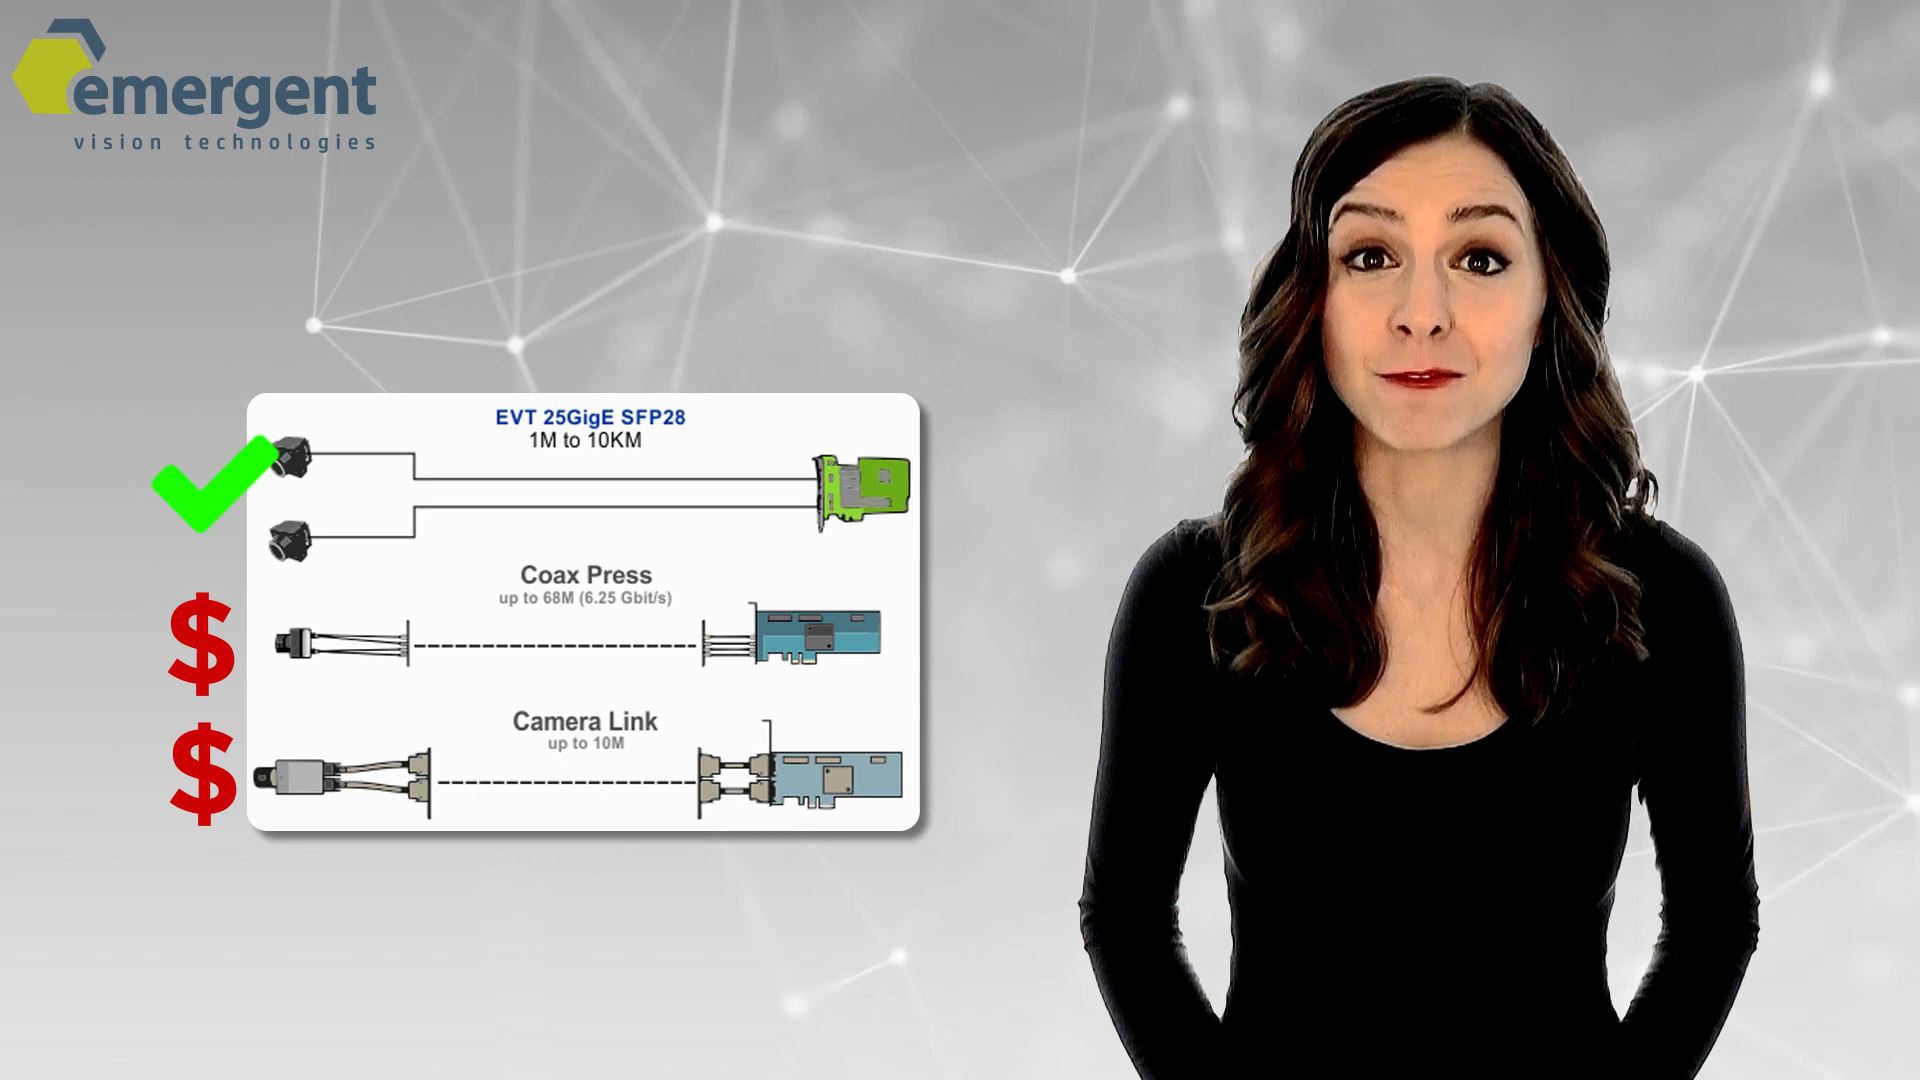 emergent
vision technologies
EVT 25GigE SFP28
1M to 10KM
Coax Press
up to 68M (6.25 Gbit/s)
Camera Link
up to 10M
$
$